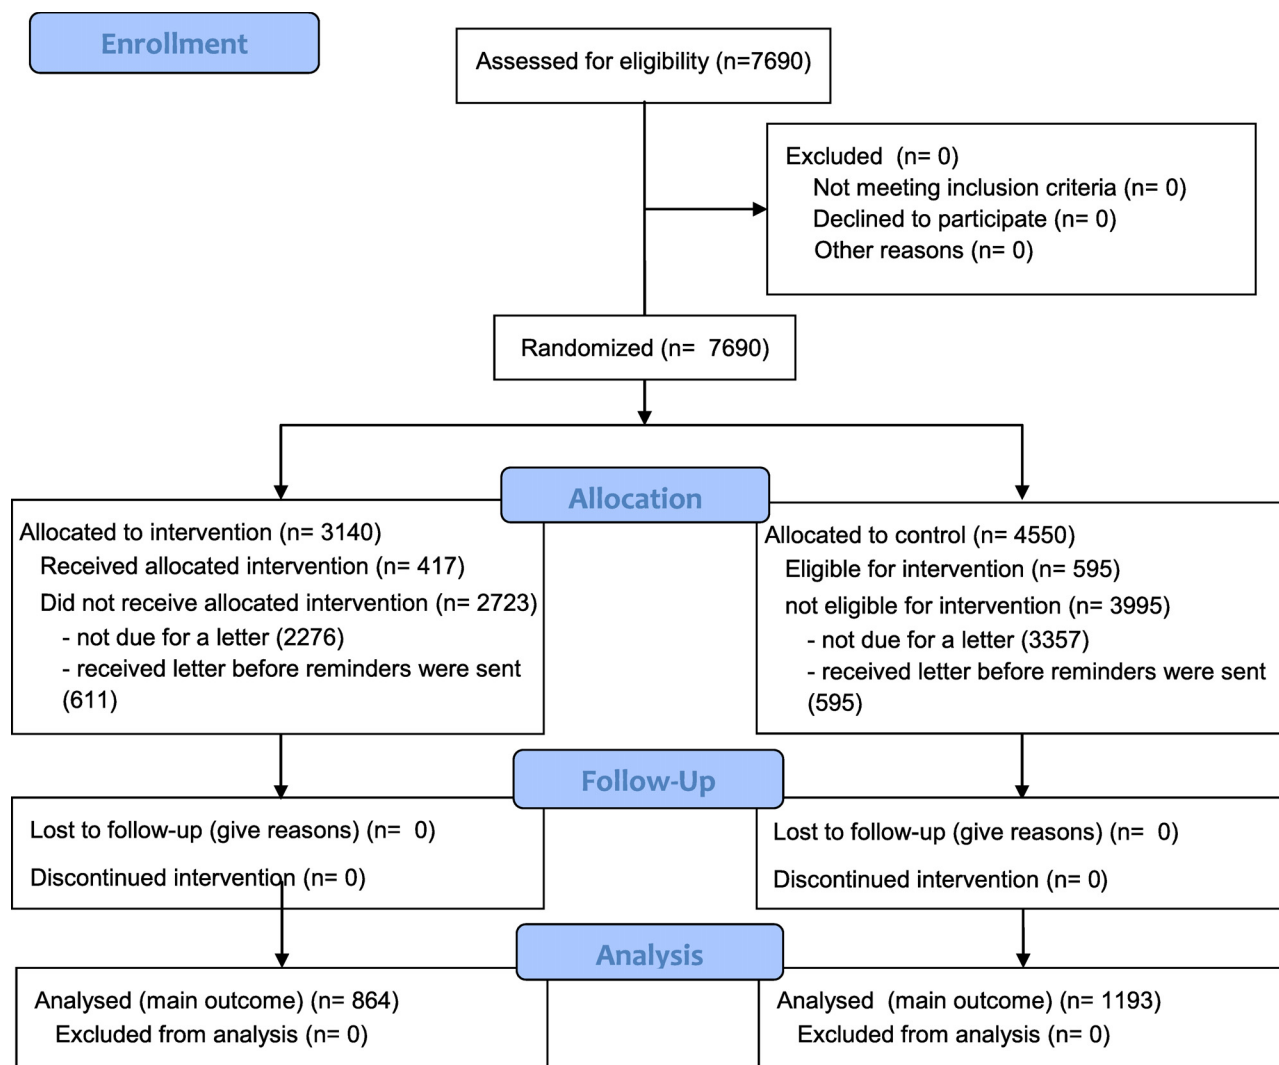 Enrollment
Assessed for eligibility (n=7690)
Excluded (n= 0)
Not meeting inclusion criteria (n= 0)
Declined to participate (n= 0)
Other reasons (n= 0)
Randomized (n= 7690)
Allocation
Allocated to intervention (n= 3140)
Received allocated intervention (n= 417)
Did not receive allocated intervention (n= 2723)
- not due for a letter (2276)
- received letter before reminders were sent
(611)
Allocated to control (n= 4550)
Eligible for intervention (n= 595)
not eligible for intervention (n= 3995)
- not due for a letter (3357)
- received letter before reminders were sent
(595)
Follow-Up
Lost to follow-up (give reasons) (n= 0)
Discontinued intervention (n= 0)
Lost to follow-up (give reasons) (n= 0)
Discontinued intervention (n= 0)
Analysis
Analysed (main outcome) (n= 864)
Excluded from analysis (n= 0)
Analysed (main outcome) (n= 1193)
Excluded from analysis (n= 0)